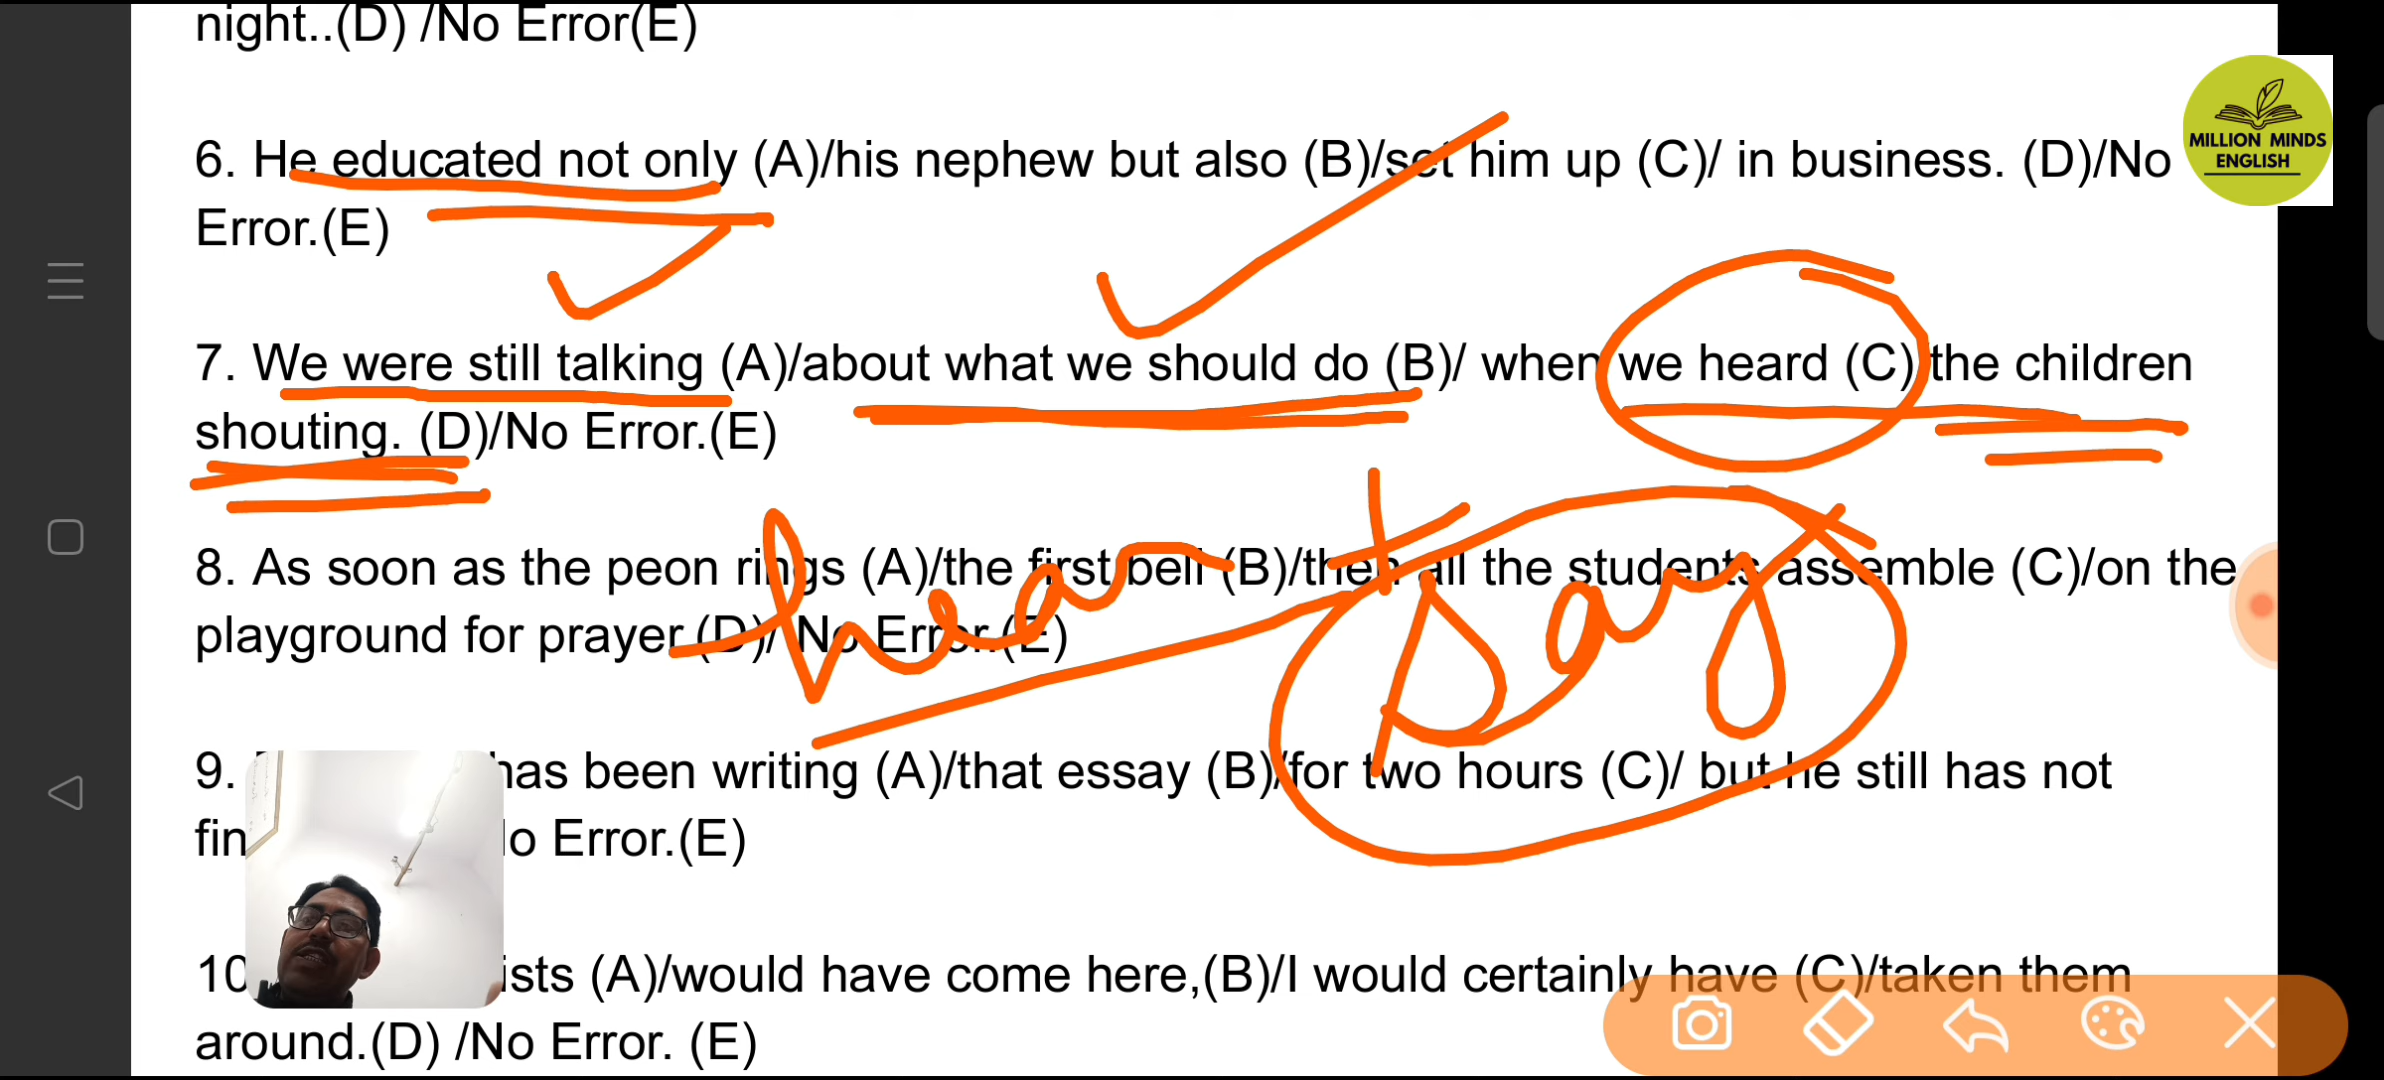 night..(D) /No Error(E)
MILLION MINDS
ENGLISH
6. He educated not only (A)/his nephew but also (B)/set him up (C)/ in business. (D)/No
Error.(E)
7. We were still talking (A)/about what we should do (B)/ when we heard (C) the children
shouting. (D)/No Error.(E)
8. As soon as the peon rings (A)/the first bell (B)/then all the students assemble (C)/on the
playground for prayer (D)/ No Error.(E)
hear say
9. has been writing (A)/that essay (B)/for two hours (C)/ but he still has not
Error.(E)
10 (A)/would have come here,(B)/I would certainly have (C)/taken them
around.(D) /No Error. (E)